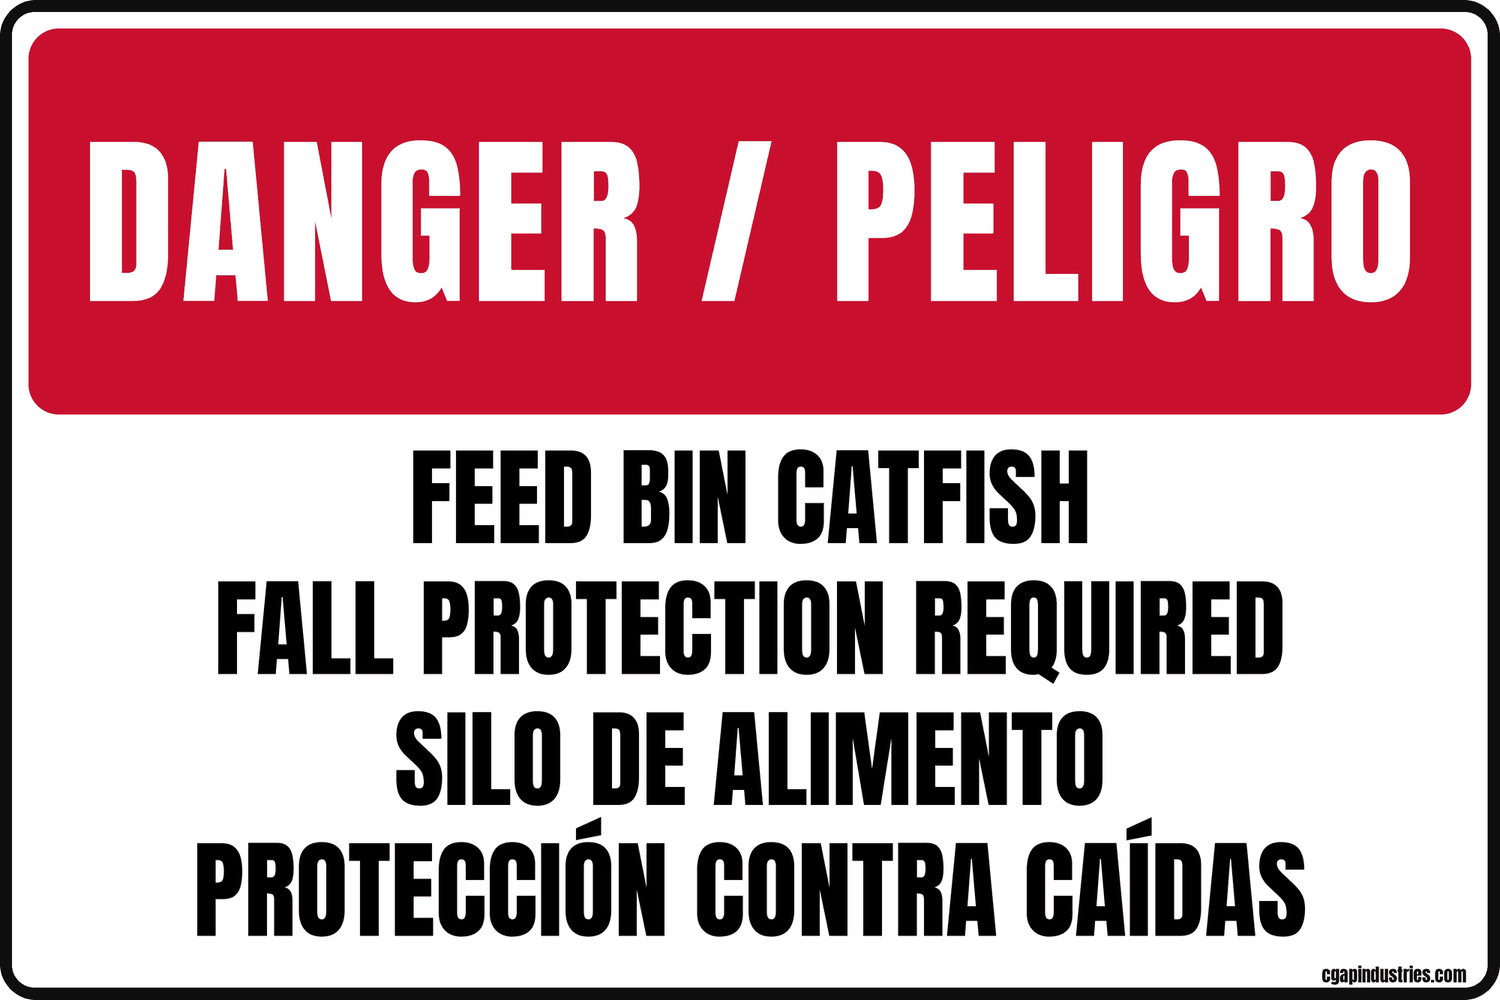 DANGER / PELIGRO
FEED BIN CATFISH
FALL PROTECTION REQUIRED
SILO DE ALIMENTO
PROTECCIÓN CONTRA CAÍDAS
cgapindustries.com